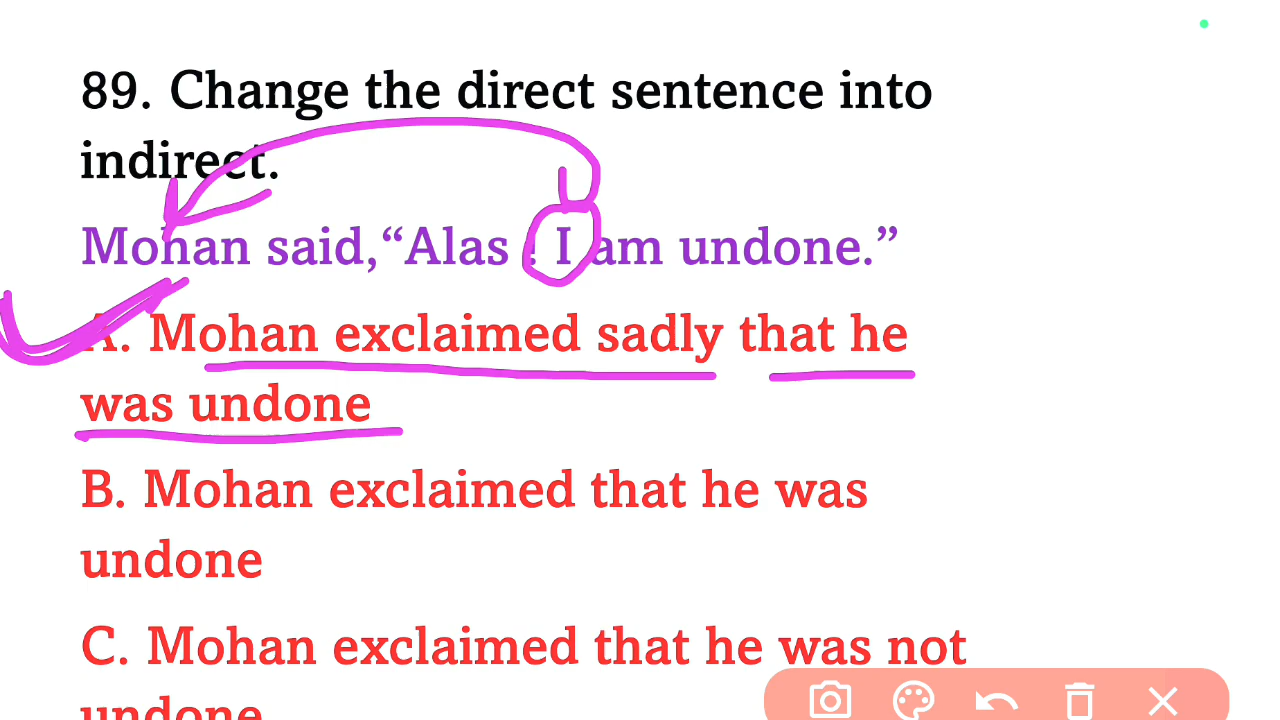 89. Change the direct sentence into
indirect.
Mohan said,“Alas ! I am undone.”
A. Mohan exclaimed sadly that he
was undone
B. Mohan exclaimed that he was
undone
C. Mohan exclaimed that he was not
undone